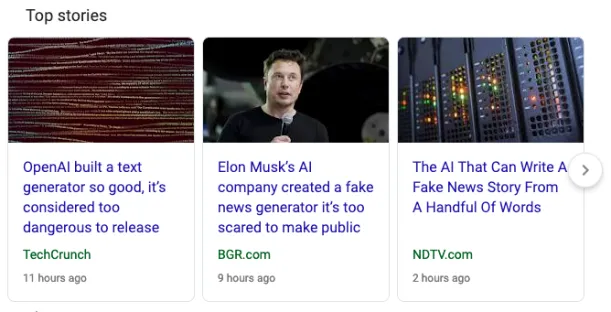 Top stories
OpenAI built a text
generator so good, it's
considered too
dangerous to release
TechCrunch
11 hours ago
Elon Musk's AI
company created a fake
news generator it's too
scared to make public
BGR.com
9 hours ago
The AI That Can Write A
Fake News Story From
A Handful Of Words
NDTV.com
2 hours ago